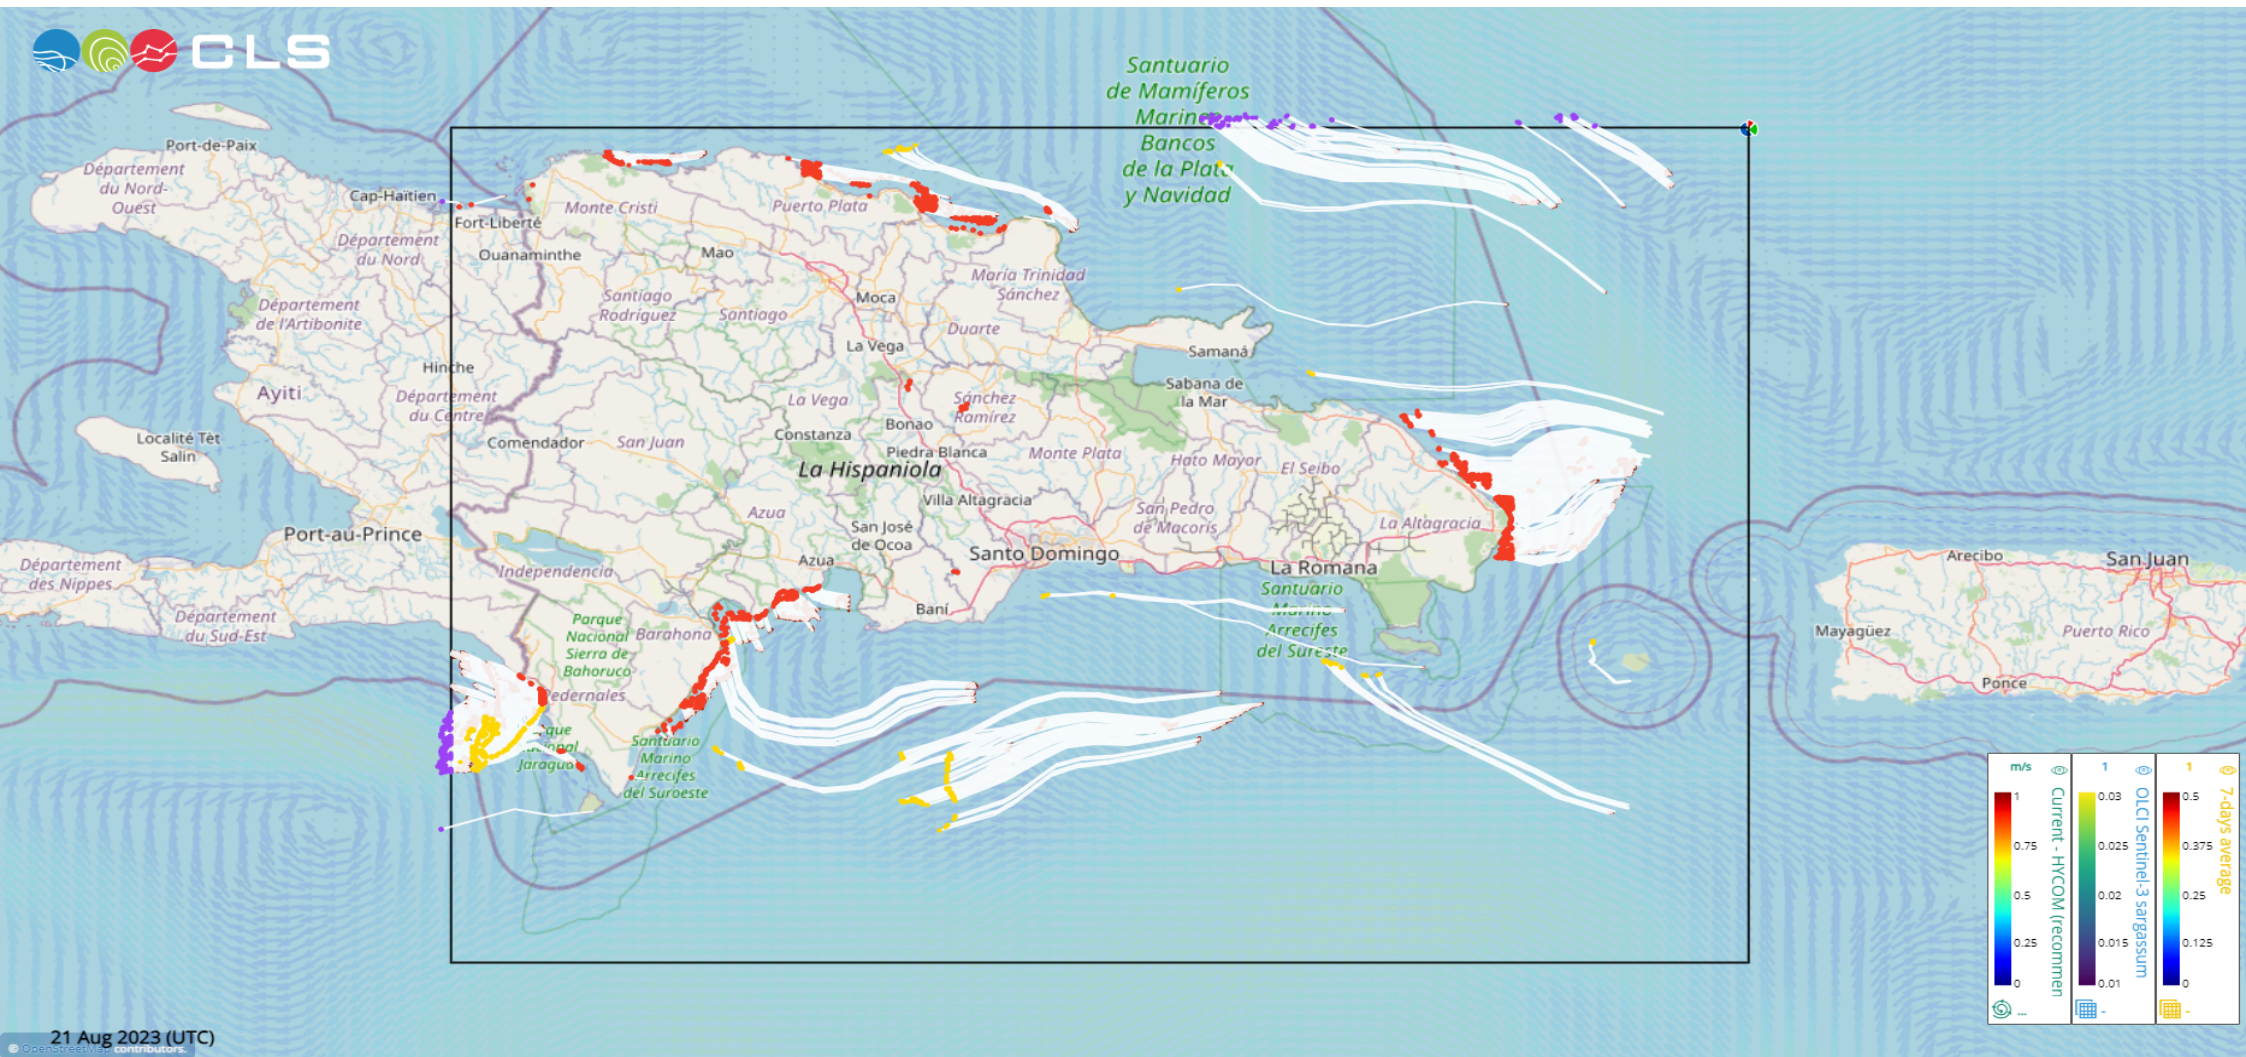 CLS
Santuario
de Mamíferos
Marinos
Bancos
de la Plata
y Navidad
Port-de-Paix
Département
du Nord-
Ouest
Cap-Haïtien
Fort-Liberté
Monte Cristi
Puerto Plata
Département
du Nord
Ouanaminthe
Mao
María Trinidad
Sánchez
Santiago
Rodríguez
Moca
Santiago
Département
de l'Artibonite
Duarte
La Vega
Samaná
Hinche
Sabana de
la Mar
Ayiti
Département
du Centre
La Vega
Sánchez
Ramírez
Localité Tèt
Salin
Comendador
San Juan
Constanza
Bonao
Piedra Blanca
Monte Plata
Hato Mayor
El Seibo
La Hispaniola
Villa Altagracia
Azua
San José
de Ocoa
San Pedro
de Macorís
La Altagracia
Port-au-Prince
Santo Domingo
Azua
La Romana
Arecibo
San Juan
Département
des Nippes
Independencia
Département
du Sud-Est
Parque
Nacional
Sierra de
Bahoruco
Barahona
Baní
Santuario
Marino
Arrecifes
del Sureste
Mayagüez
Puerto Rico
Ponce
Pedernales
Parque
Nacional
Jaragua
Santuario
Marino
Arrecifes
del Suroeste
m/s
1
0.75
0.5
0.25
0
Current - HYCOM (recommen
...
1
0.03
0.025
0.02
0.015
0.01
OLCI Sentinel-3 sargassum
-
1
0.5
0.375
0.25
0.125
0
7-days average
-
21 Aug 2023 (UTC)
© OpenStreetMap contributors.